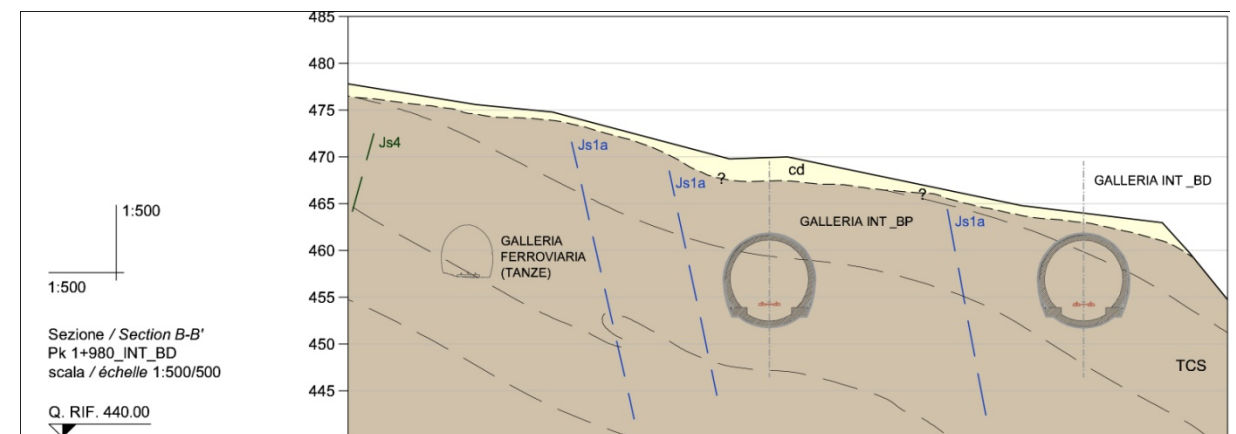 485
480
475
470
465
460
455
450
445
Js4
Js1a
Js1a
?
cd
?
Js1a
GALLERIA INT _BD
GALLERIA INT _BP
GALLERIA
FERROVIARIA
(TANZE)
TCS
1:500
1:500
Sezione / Section B-B'
Pk 1+980_INT_BD
scala / échelle 1:500/500
Q. RIF. 440.00